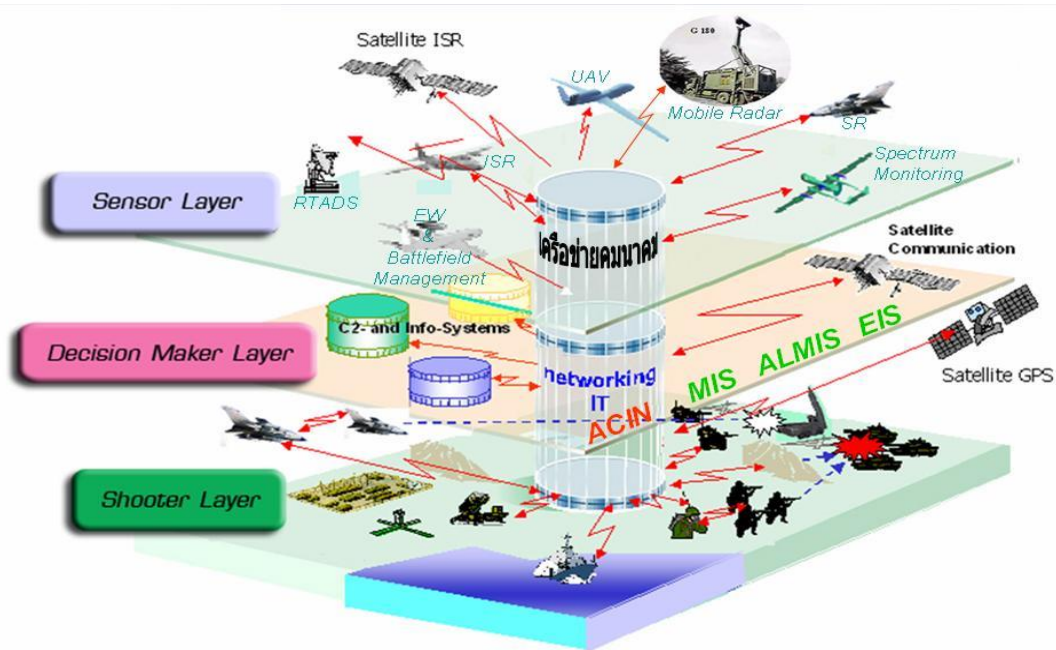 Satellite ISR
UAV
G 180
Mobile Radar
SR
ISR
Spectrum
Monitoring
Sensor Layer
RTADS
EW
&
Battlefield
Management
เครือข่ายคมนาคม
Satellite
Communication
C2- and Info-Systems
Decision Maker Layer
networking
IT
ACIN MIS ALMIS EIS
Satellite GPS
Shooter Layer